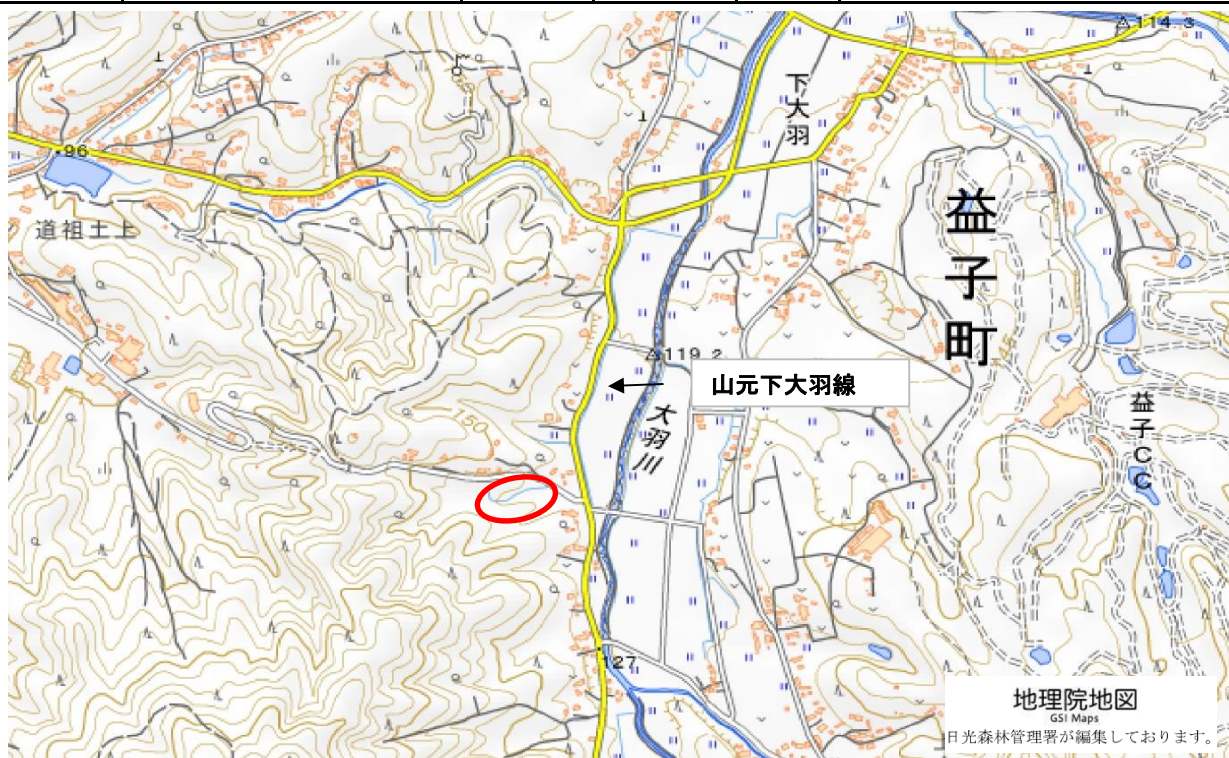 114.3
下大羽
96
道祖土上
益子町
119.2
山元下大羽線
大羽川
150
益子CC
127
地理院地図
GSI Maps
日光森林管理署が編集しております。